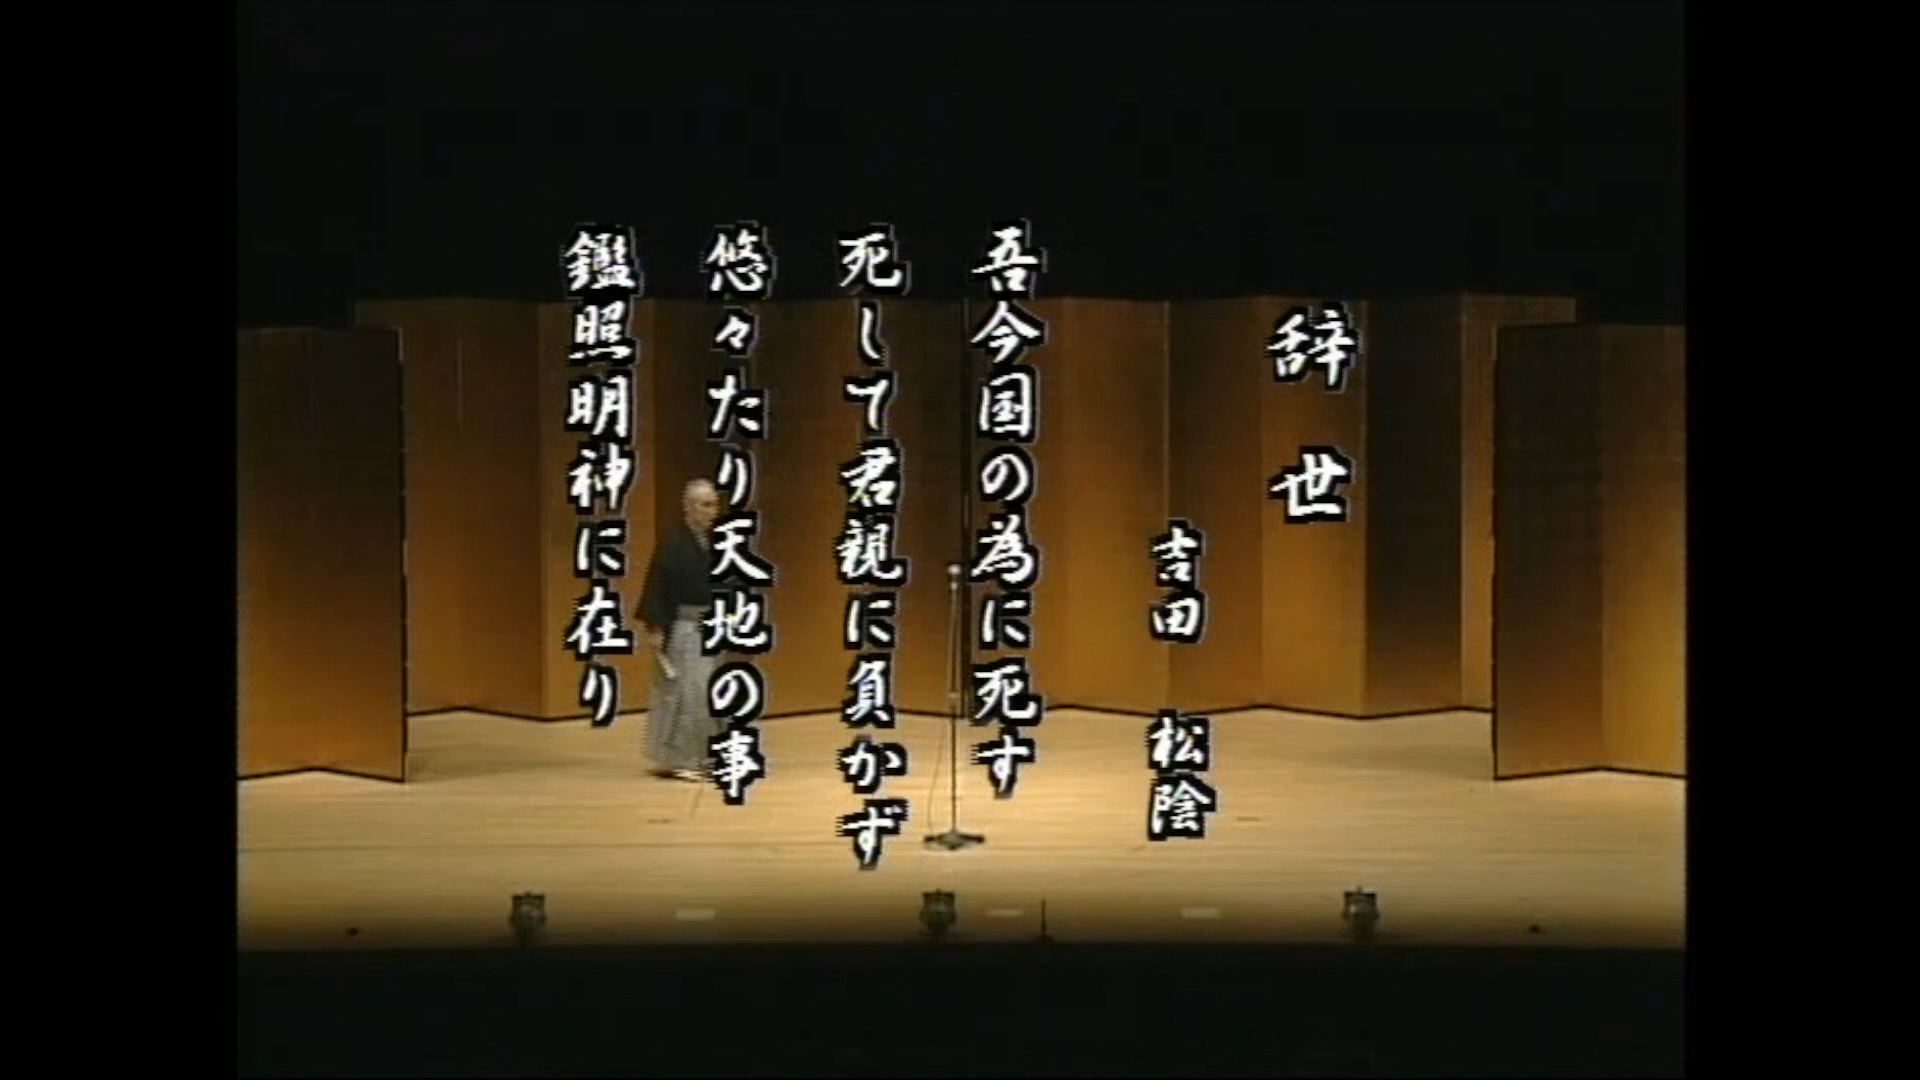 辞世
吉田 松陰
吾今国の為に死す
死して君親に負かず
悠々たり天地の事
鑑照明神に在り